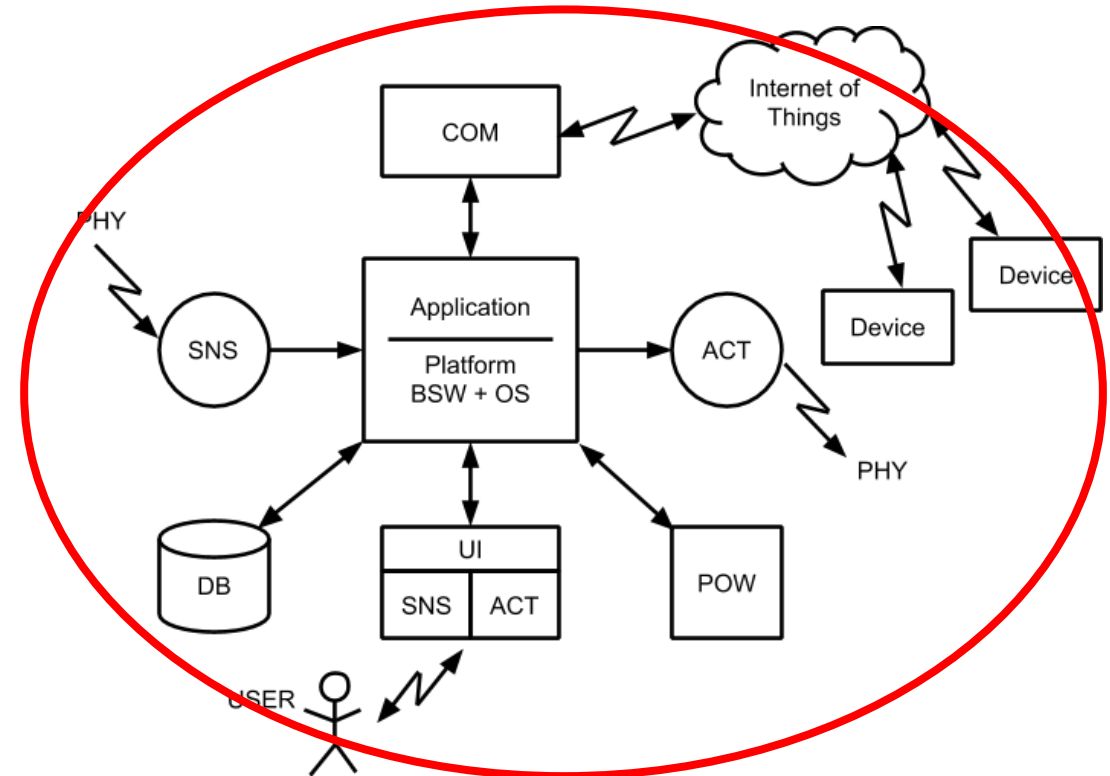 Internet of
Things
COM
PHY
Device
Application
Device
SNS
Platform
BSW + OS
ACT
PHY
UI
DB
SNS
ACT
POW
USER